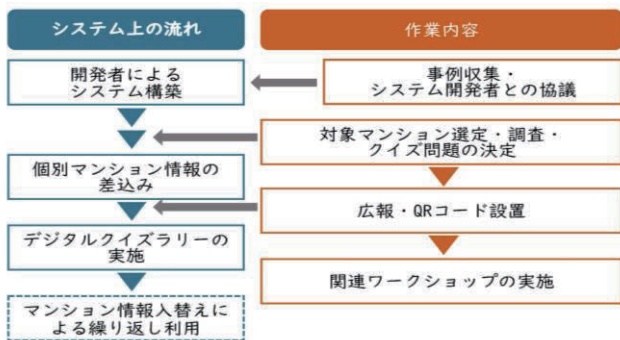 システム上の流れ
開発者による
システム構築
個別マンション情報の
差込み
デジタルクイズラリーの
実施
マンション情報入替えに
よる繰り返し利用
作業内容
事例収集・
システム開発者との協議
対象マンション選定・調査・
クイズ問題の決定
広報・QRコード設置
関連ワークショップの実施